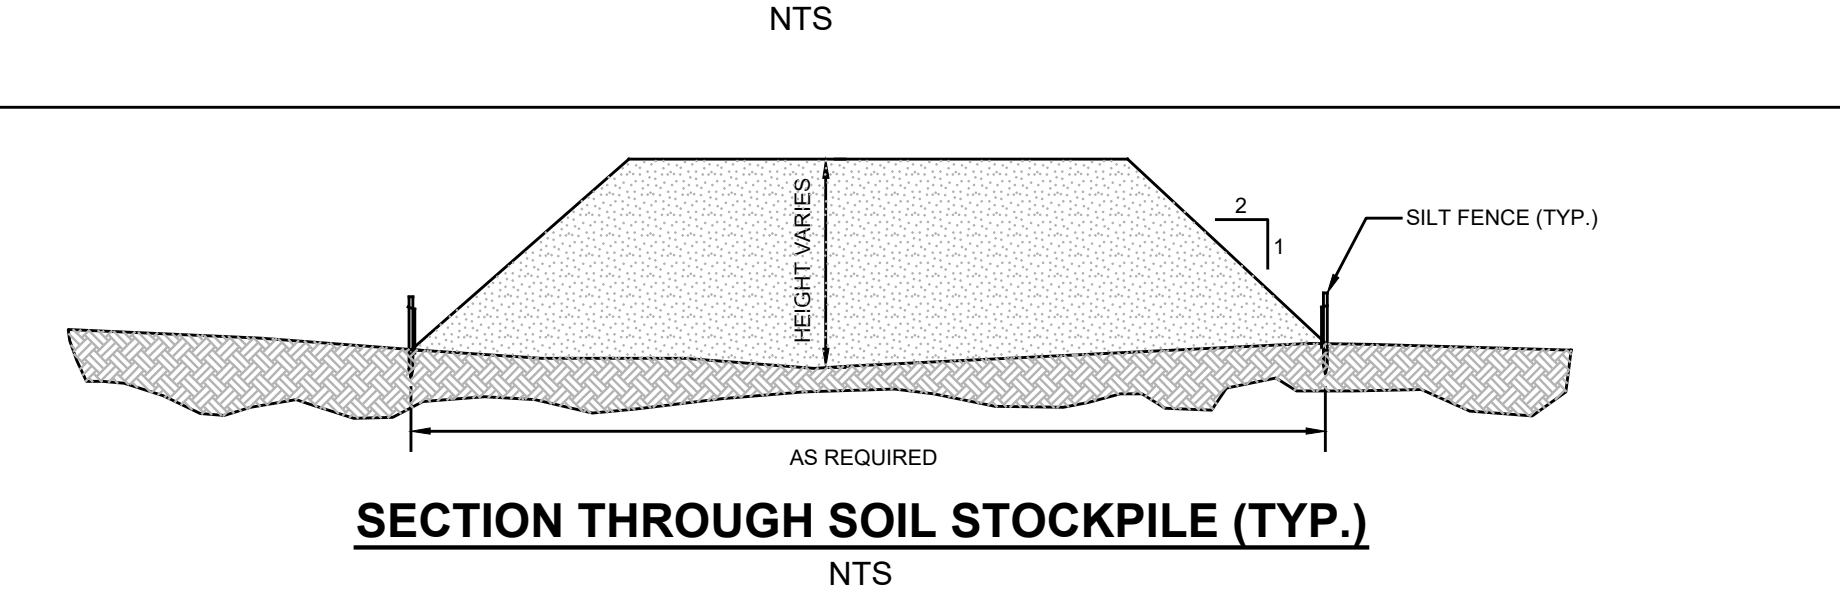 NTS
HEIGHT VARIES
2
1
SILT FENCE (TYP.)
AS REQUIRED
SECTION THROUGH SOIL STOCKPILE (TYP.)
NTS